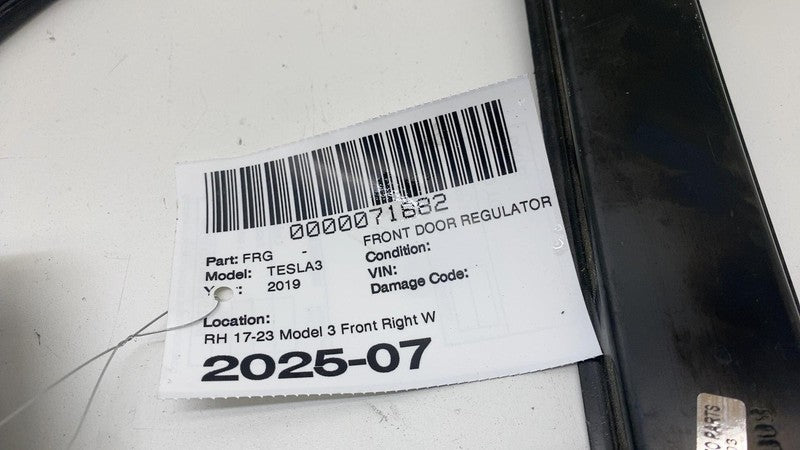 0000071682
Part: FRG - FRONT DOOR REGULATOR
Model: TESLA3 Condition:
2019 VIN:
Damage Code:
Location:
RH 17-23 Model 3 Front Right W
2025-07
PARTS